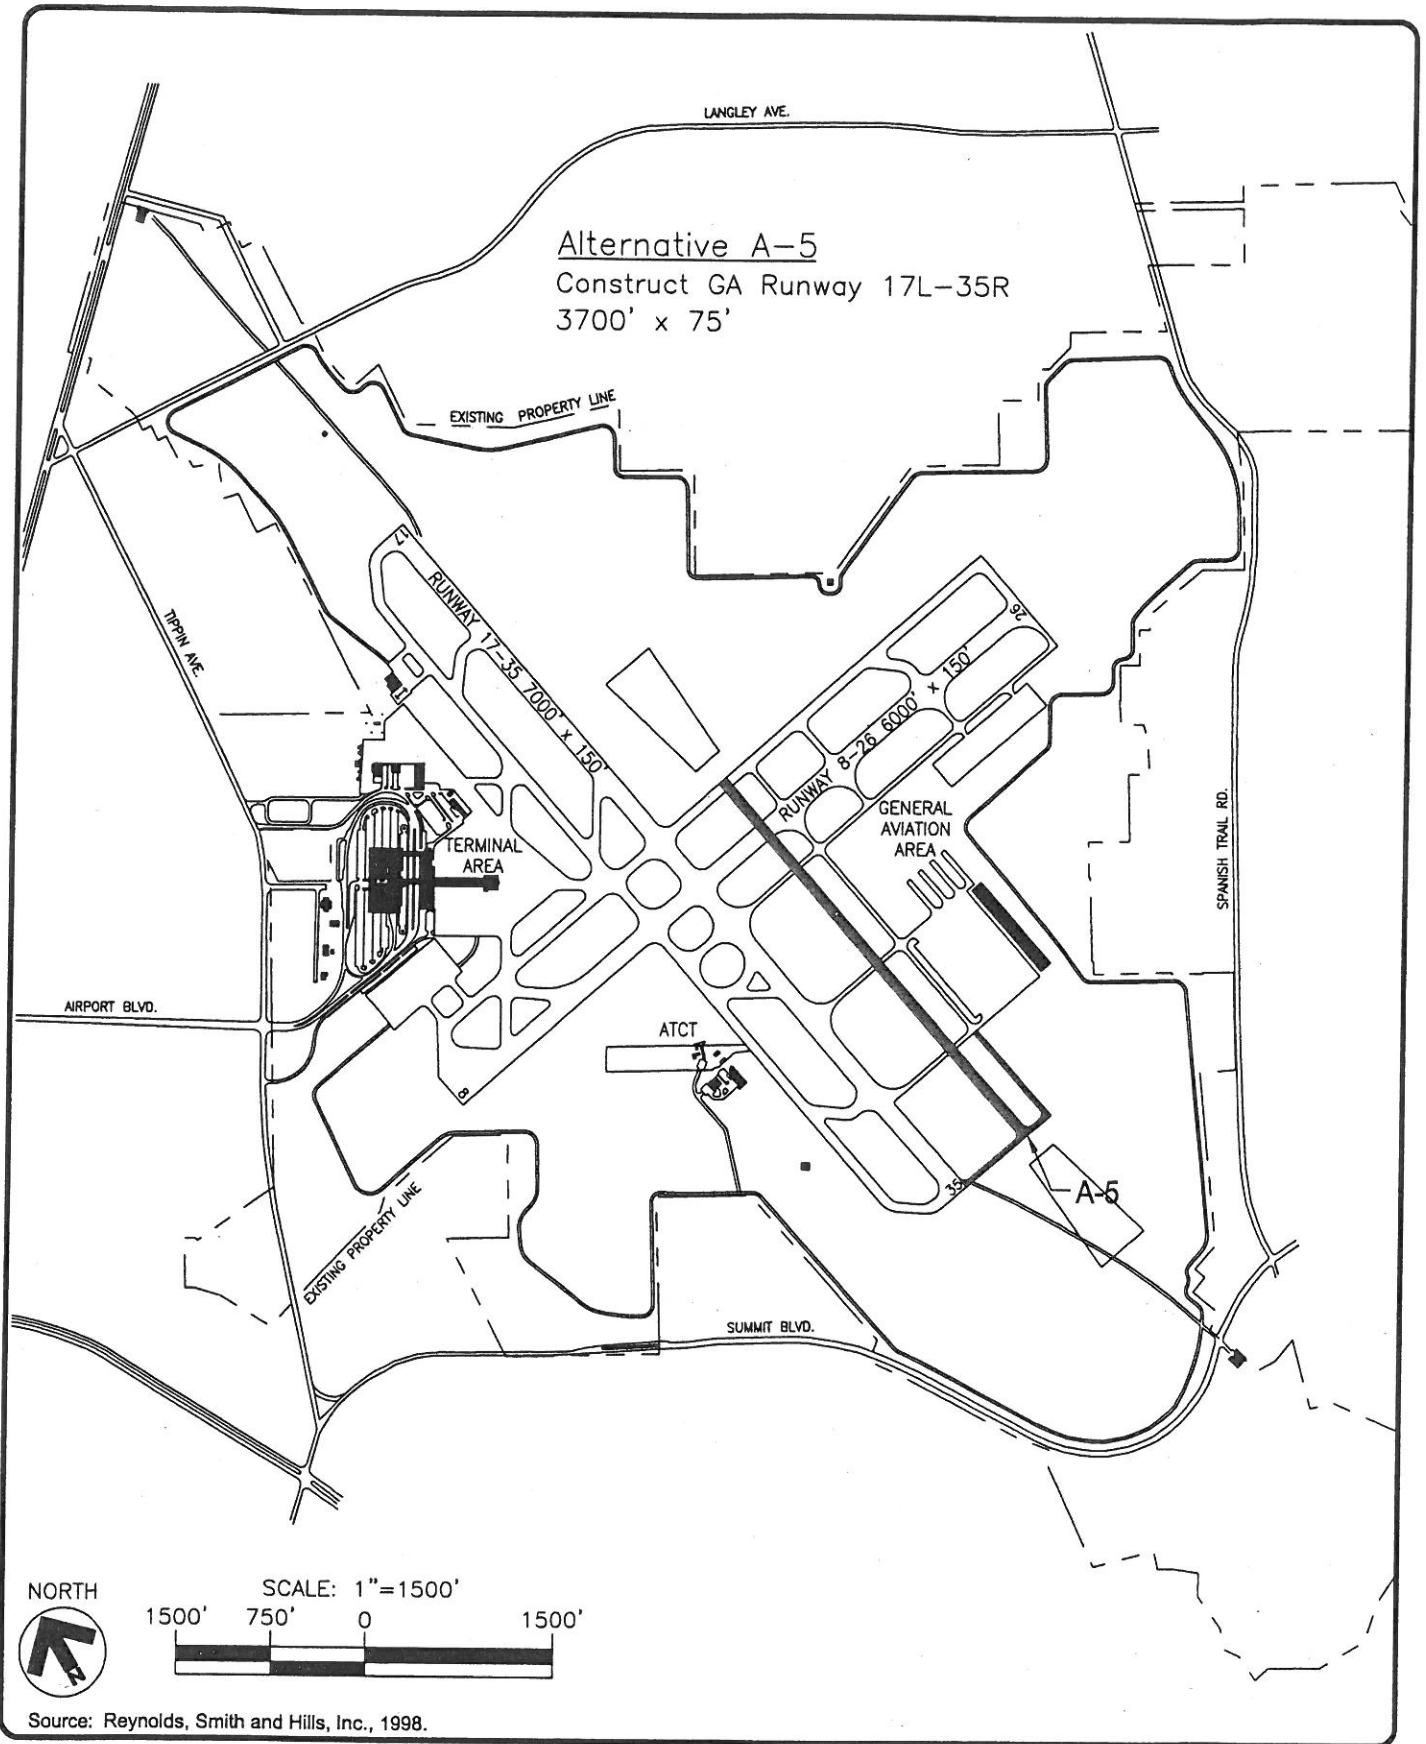 LANGLEY AVE.
Alternative A-5
Construct GA Runway 17L-35R
3700' x 75'
EXISTING PROPERTY LINE
17
RUNWAY 17-35 7000' x 150'
26
RUNWAY 8-26 6000' x 150'
TIPPIN AVE.
GENERAL
AVIATION
AREA
TERMINAL
AREA
SPANISH TRAIL RD.
AIRPORT BLVD.
ATCT
8
35
A-5
EXISTING PROPERTY LINE
SUMMIT BLVD.
NORTH
N
SCALE: 1"=1500'
1500' 750' 0 1500'
Source: Reynolds, Smith and Hills, Inc., 1998.